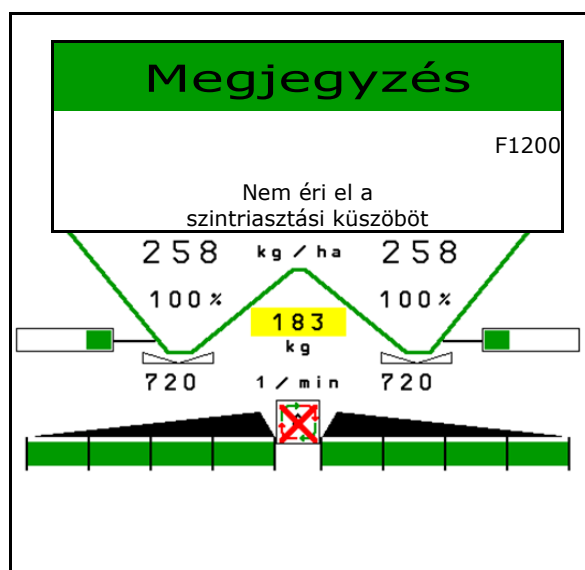 Megjegyzés
F1200
Nem éri el a
szintriasztási küszöböt
258 kg/ha 258
100% 100%
183
kg
720 1/min 720